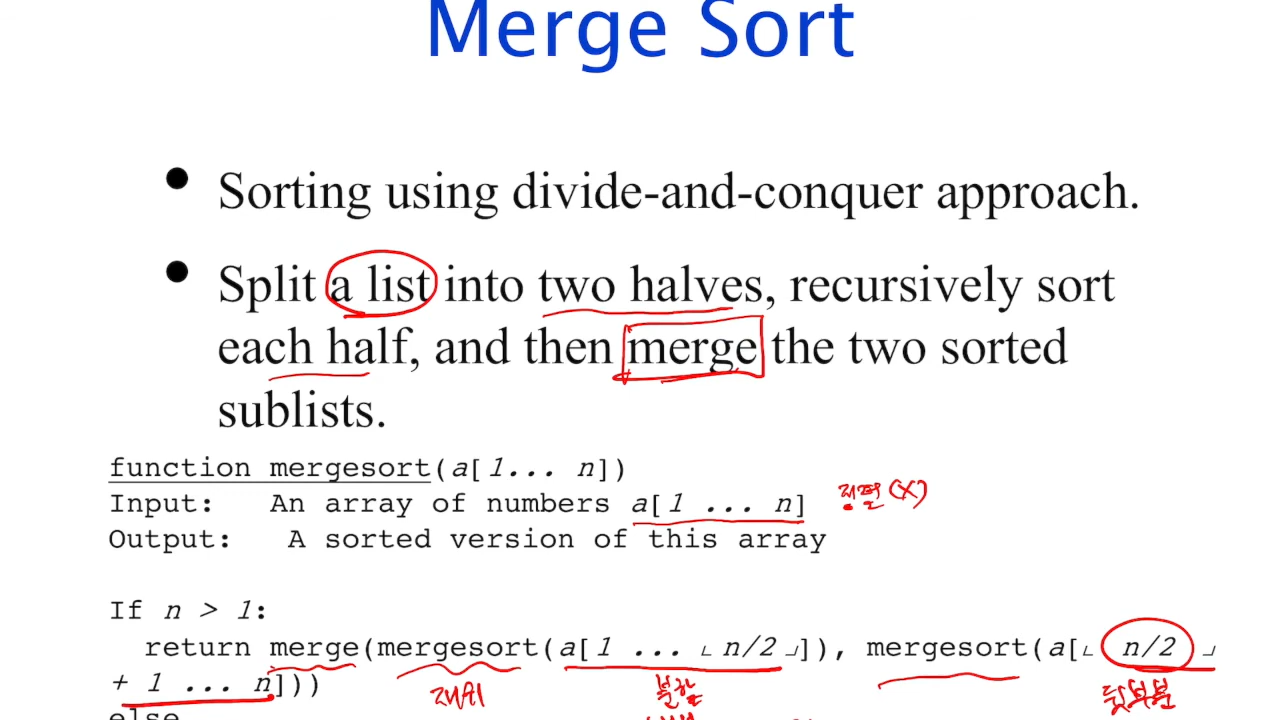 Merge Sort
• Sorting using divide-and-conquer approach.
• Split a list into two halves, recursively sort
each half, and then merge the two sorted
sublists.
function mergesort(a[1... n])
Input: An array of numbers a[1 ... n] 정렬(X)
Output: A sorted version of this array
If n > 1:
return merge(mergesort(a[1 ... ⌞ n/2 ⌟]), mergesort(a[⌞ n/2 ⌟
+ 1 ... n]))
재귀 분할 뒷부분
else